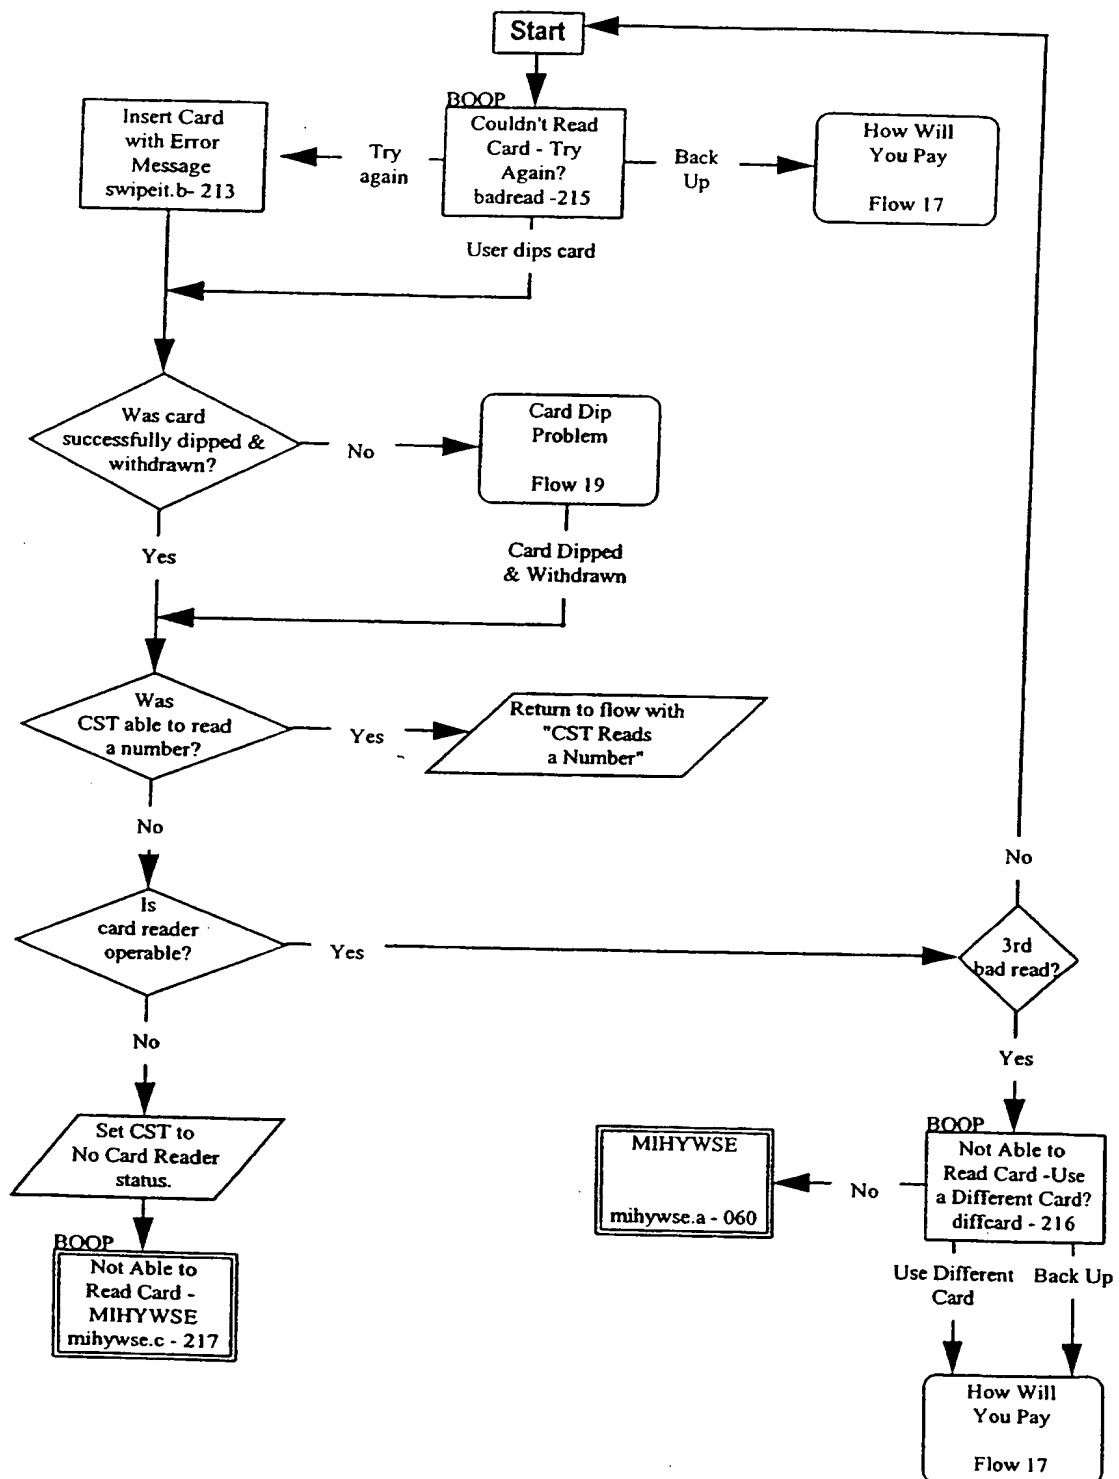 Start
BOOP
Insert Card
with Error
Message
swipeit.b- 213
Try
again
Couldn't Read
Card - Try
Again?
badread -215
Back
Up
How Will
You Pay
Flow 17
User dips card
Was card
successfully dipped &
withdrawn?
No
Card Dip
Problem
Flow 19
Yes
Card Dipped
& Withdrawn
Was
CST able to read
a number?
Yes
Return to flow with
"CST Reads
a Number"
No
No
Is
card reader
operable?
Yes
3rd
bad read?
No
Yes
Set CST to
No Card Reader
status.
MIHYWSE
mihywse.a - 060
No
BOOP
Not Able to
Read Card -Use
a Different Card?
diffcard - 216
BOOP
Not Able to
Read Card -
MIHYWSE
mihywse.c - 217
Use Different
Card
Back Up
How Will
You Pay
Flow 17